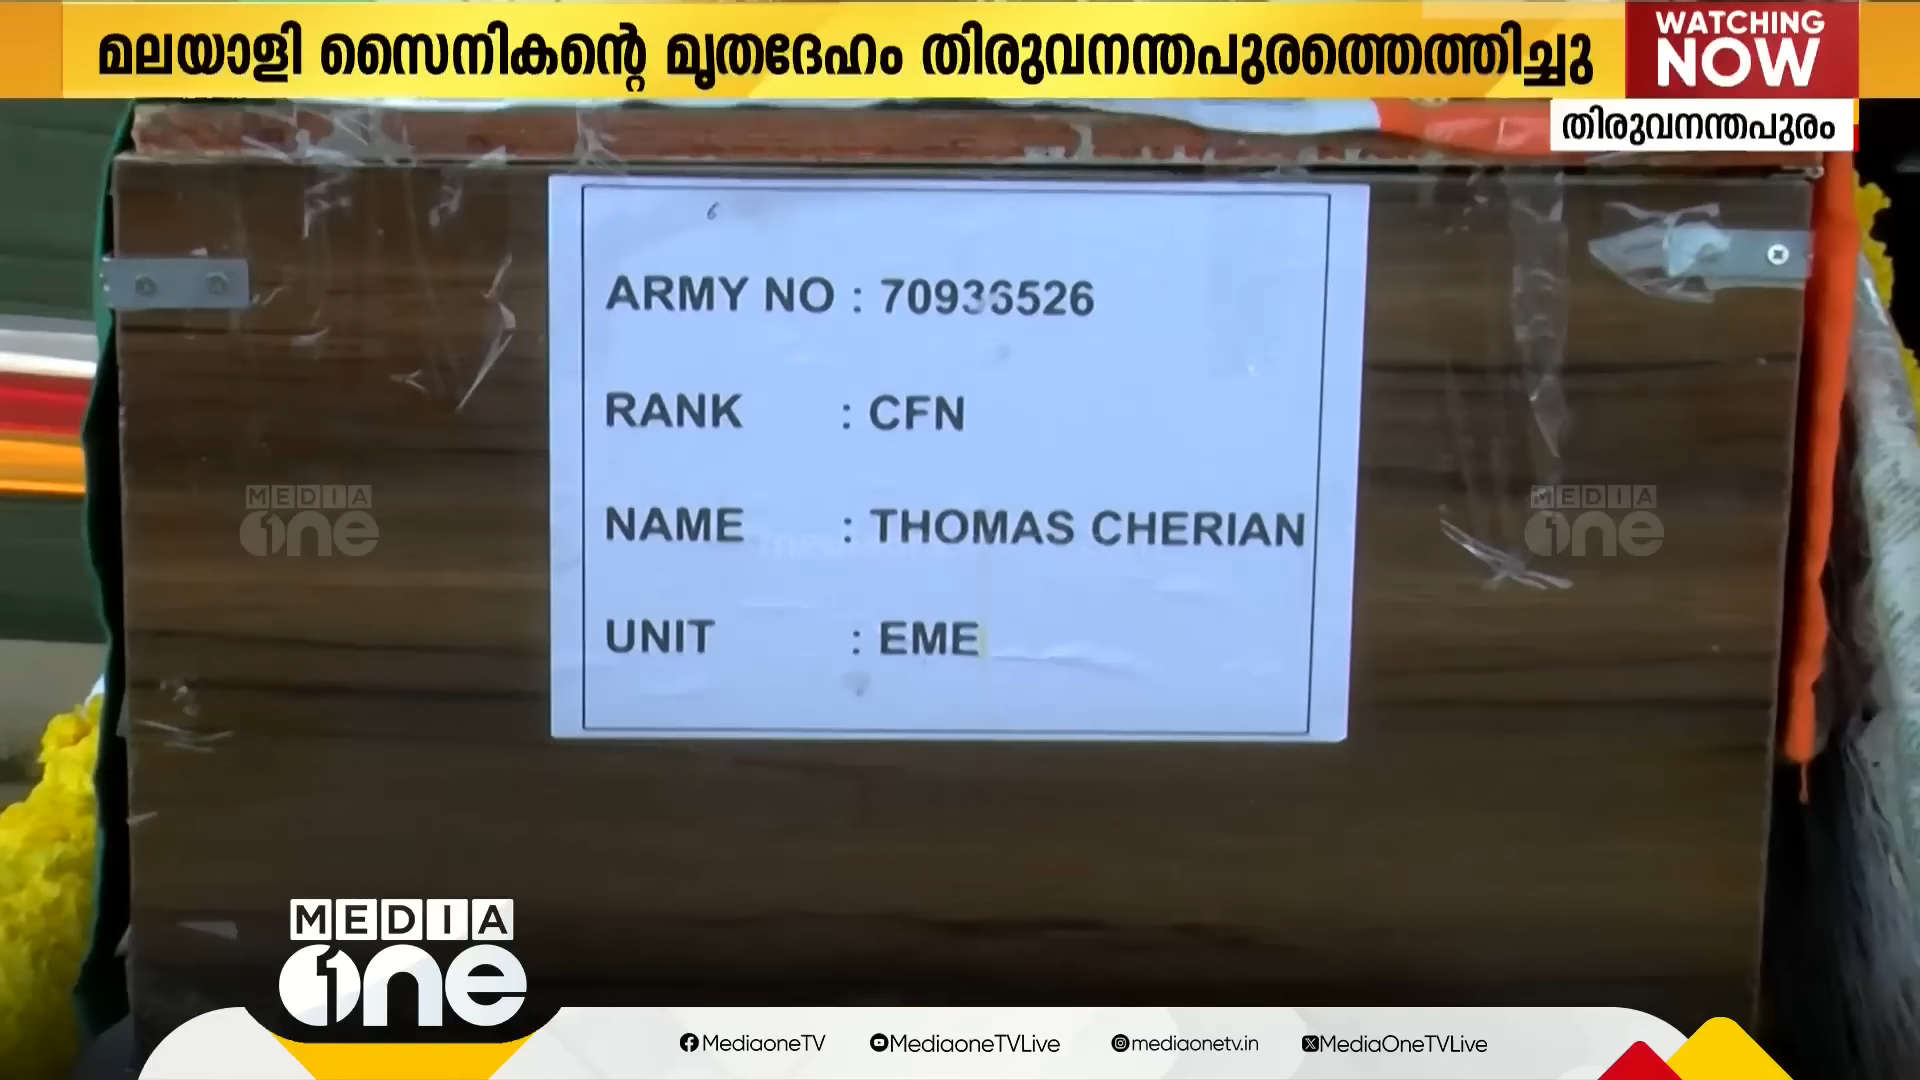 മലയാളി സൈനികന്റെ മൃതദേഹം തിരുവനന്തപുരത്തെത്തിച്ചു
WATCHING
NOW
തിരുവനന്തപുരം
6
ARMY NO : 70936526
RANK : CFN
NAME : THOMAS CHERIAN
UNIT : EME
MEDIA
one
MEDIA
one
MEDIA
one
MediaoneTV MediaoneTVLive mediaonetv.in MediaOneTVLive